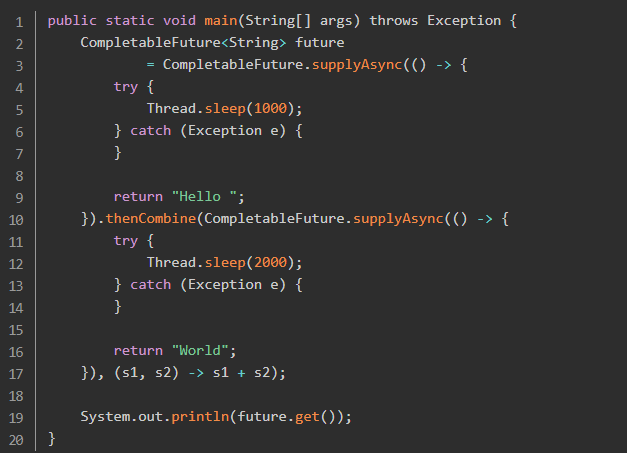 1 public static void main(String[] args) throws Exception {
2     CompletableFuture<String> future
3             = CompletableFuture.supplyAsync(() -> {
4         try {
5             Thread.sleep(1000);
6         } catch (Exception e) {
7         }
8
9         return "Hello ";
10     }).thenCombine(CompletableFuture.supplyAsync(() -> {
11         try {
12             Thread.sleep(2000);
13         } catch (Exception e) {
14         }
15
16         return "World";
17     }), (s1, s2) -> s1 + s2);
18
19     System.out.println(future.get());
20 }